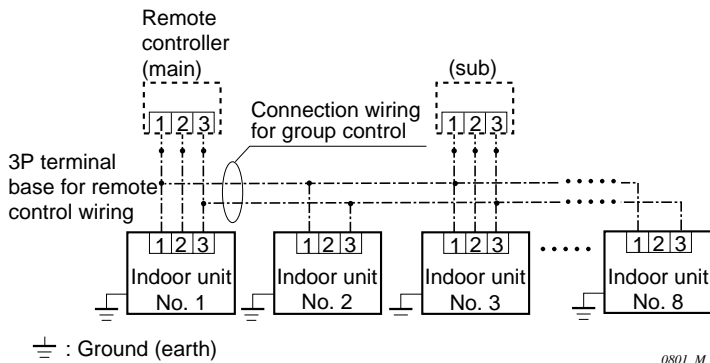 Remote
controller
(main)
(sub)
1 2 3
1 2 3
Connection wiring
for group control
3P terminal
base for remote
control wiring
1 2 3
1 2 3
1 2 3
1 2 3
Indoor unit
No. 1
Indoor unit
No. 2
Indoor unit
No. 3
Indoor unit
No. 8
: Ground (earth)
0801_M